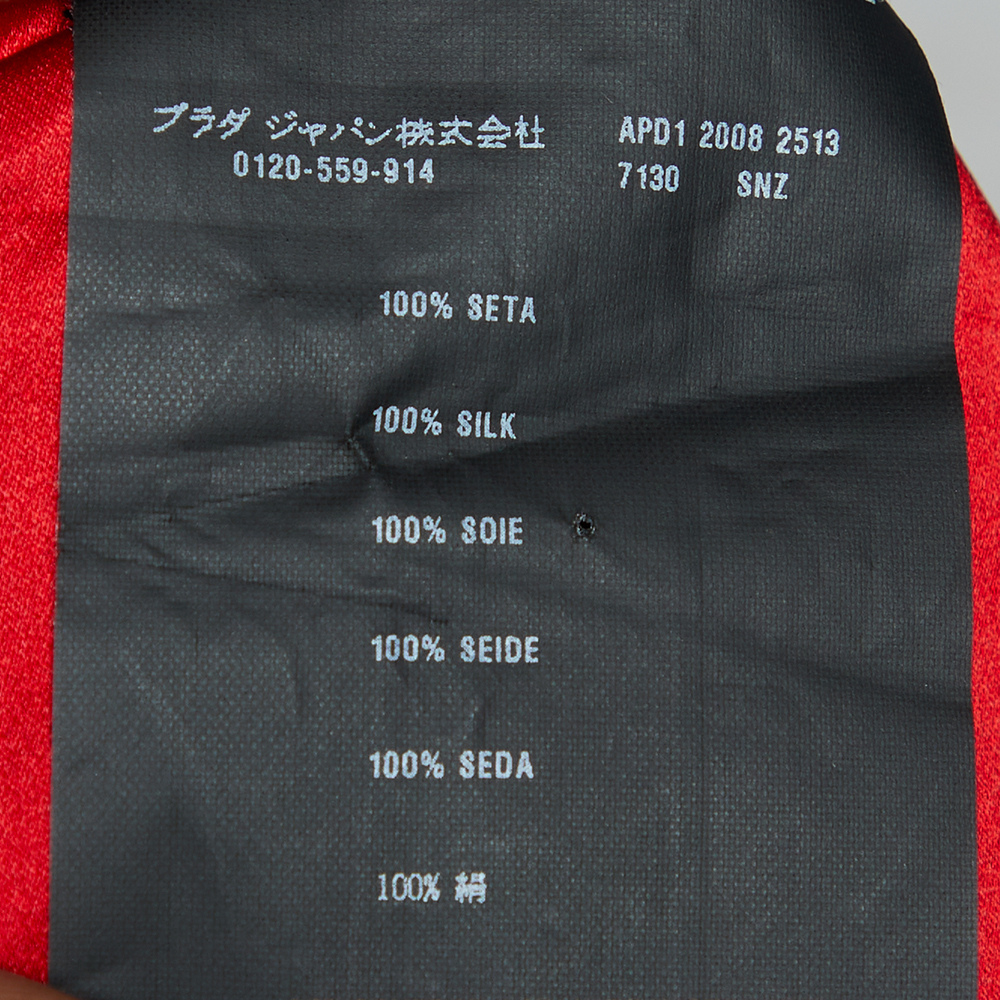 プラダ ジャパン株式会社
0120-559-914
APD1 2008 2513
7130 SNZ
100% SETA
100% SILK
100% SOIE
100% SEIDE
100% SEDA
100% 絹